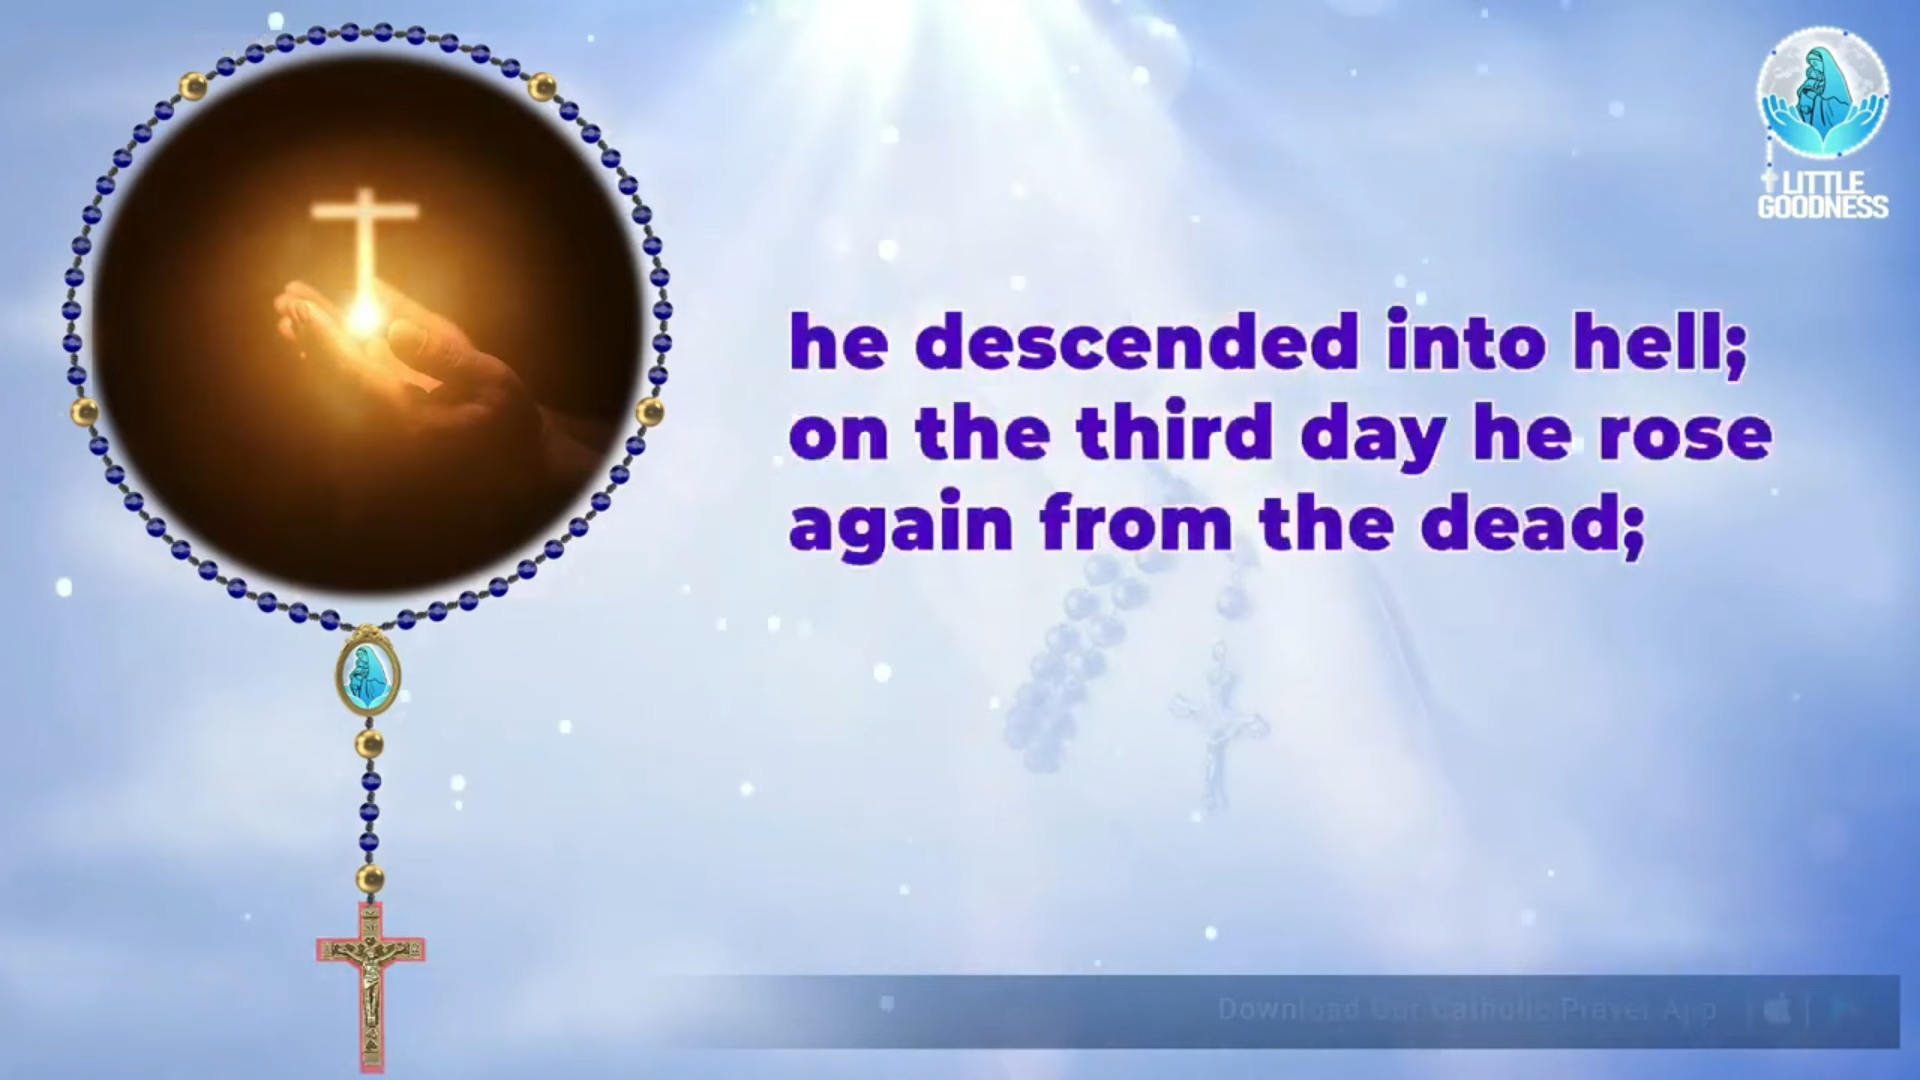 LITTLE
GOODNESS
he descended into hell;
on the third day he rose
again from the dead;
Download Our Catholic Prayer App